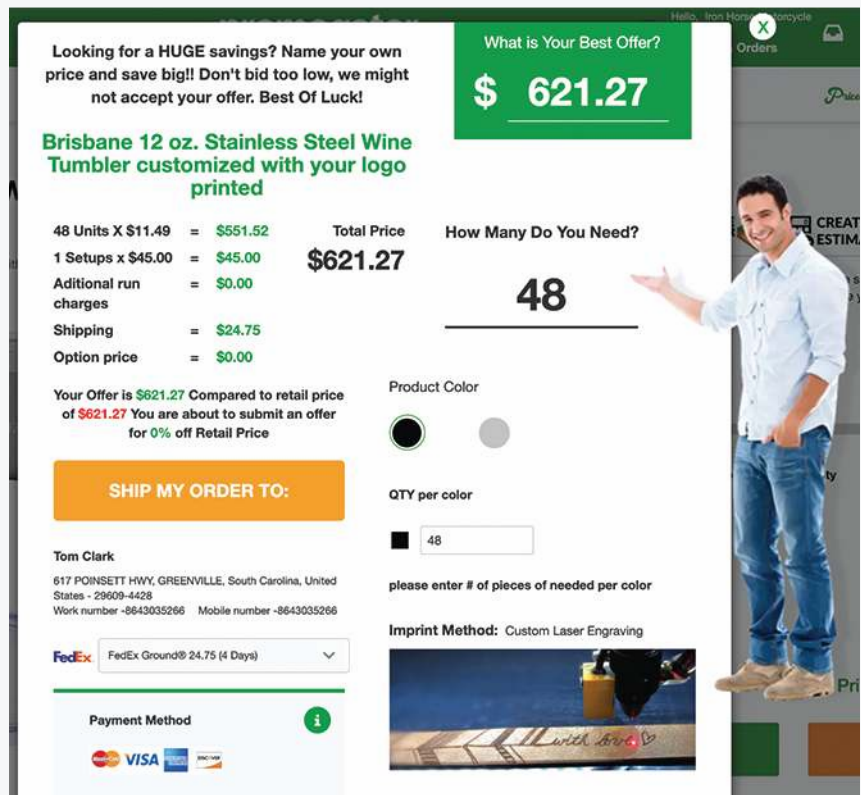 Hello, Iron Horse Motorcycle
X
Orders
Looking for a HUGE savings? Name your own
price and save big!! Don't bid too low, we might
not accept your offer. Best Of Luck!
What is Your Best Offer?
$ 621.27
Brisbane 12 oz. Stainless Steel Wine
Tumbler customized with your logo
printed
48 Units X $11.49 = $551.52
1 Setups x $45.00 = $45.00
Aditional run
charges = $0.00
Shipping = $24.75
Option price = $0.00
Total Price
$621.27
How Many Do You Need?
48
Your Offer is $621.27 Compared to retail price
of $621.27 You are about to submit an offer
for 0% off Retail Price
Product Color
SHIP MY ORDER TO:
QTY per color
48
please enter # of pieces of needed per color
Tom Clark
617 POINSETT HWY, GREENVILLE, South Carolina, United
States - 29609-4428
Work number -8643035266 Mobile number -8643035266
FedEx FedEx Ground® 24.75 (4 Days)
Imprint Method: Custom Laser Engraving
with love
Payment Method
i
MasterCard VISA DISCOVER